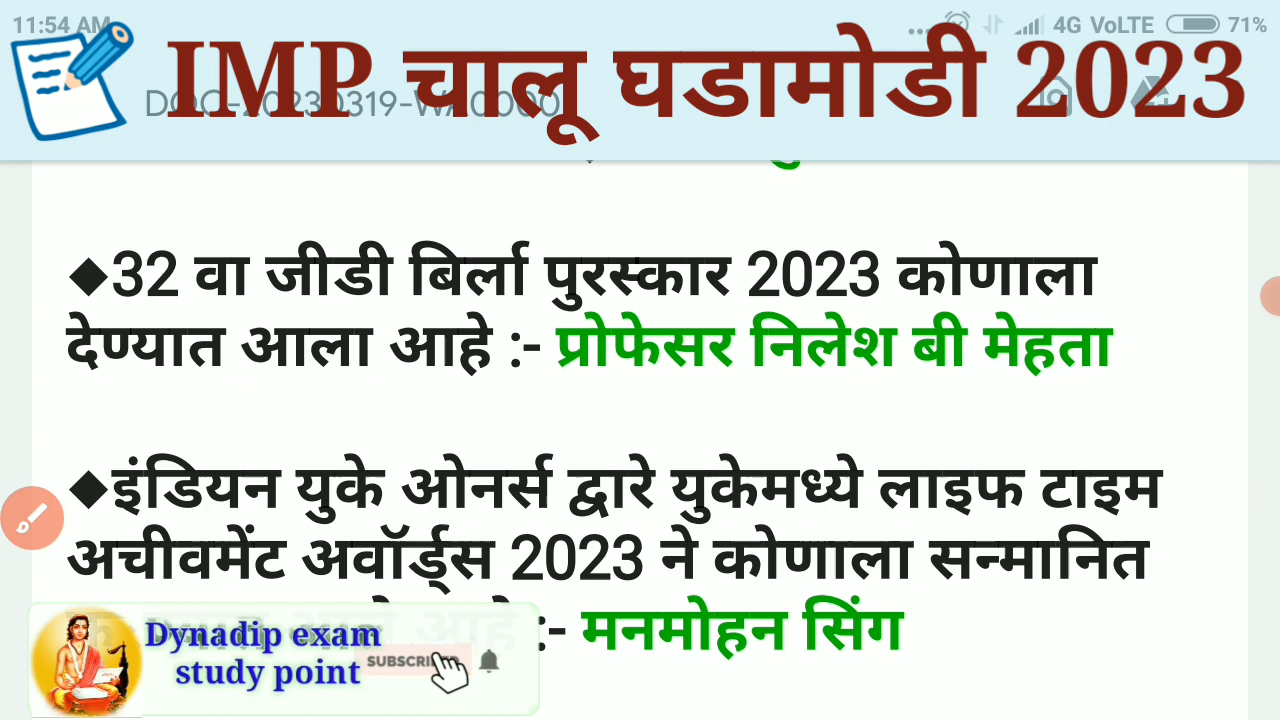 11:54 AM
4G VoLTE 71%
IMP चालू घडामोडी 2023
◆32 वा जीडी बिर्ला पुरस्कार 2023 कोणाला
देण्यात आला आहे :- प्रोफेसर निलेश बी मेहता
◆इंडियन युके ओनर्स द्वारे युकेमध्ये लाइफ टाइम
अचीवमेंट अवॉर्ड्स 2023 ने कोणाला सन्मानित
आहे :- मनमोहन सिंग
Dynadip exam
study point
SUBSCRIBE